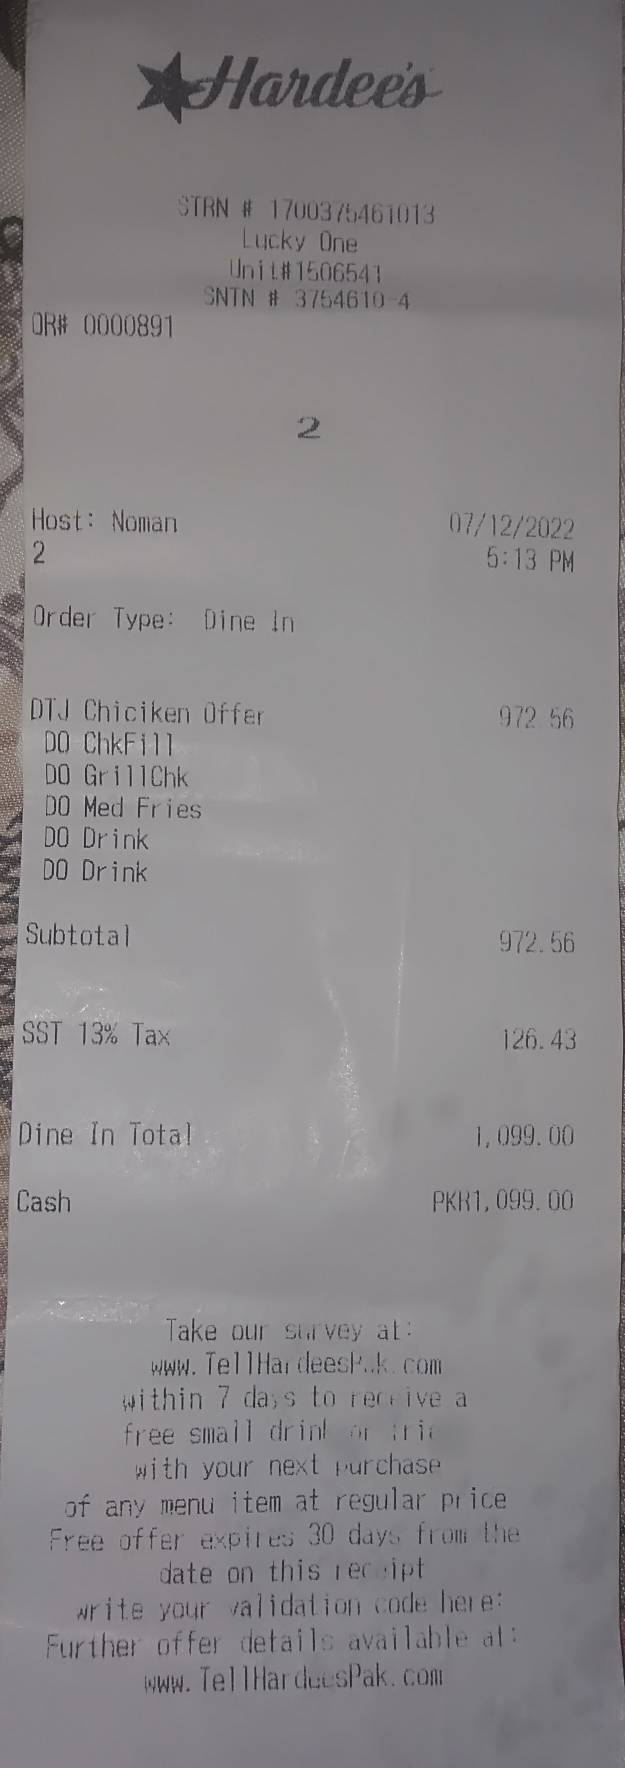 Hardee's
STRN # 1700375461013
Lucky One
Unit#1506541
SNTN # 3754610-4
OR# 0000891
2
Host: Noman 07/12/2022
2 5:13 PM
Order Type: Dine In
DTJ Chiciken Offer 972.56
DO ChkFill
DO GrillChk
DO Med Fries
DO Drink
DO Drink
Subtotal 972.56
SST 13% Tax 126.43
Dine In Total 1,099.00
Cash PKR1,099.00
Take our survey at:
www.TellHardeesPak.com
within 7 days to receive a
free small drink or
with your next purchase
of any menu item at regular price
Free offer expires 30 days from the
date on this receipt
write your validation code here:
Further offer details available at:
www.TellHardeesPak.com